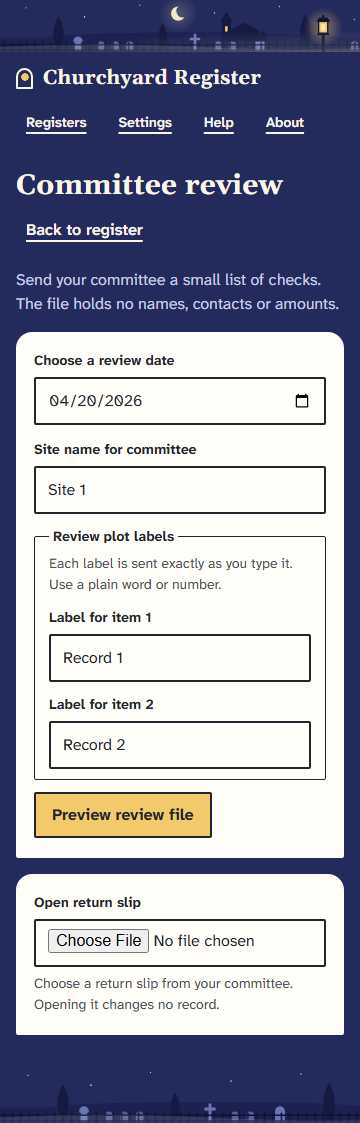 Churchyard Register
Registers Settings Help About
Committee review
Back to register
Send your committee a small list of checks.
The file holds no names, contacts or amounts.
Choose a review date
04/20/2026
Site name for committee
Site 1
Review plot labels
Each label is sent exactly as you type it.
Use a plain word or number.
Label for item 1
Record 1
Label for item 2
Record 2
Preview review file
Open return slip
Choose File No file chosen
Choose a return slip from your committee.
Opening it changes no record.